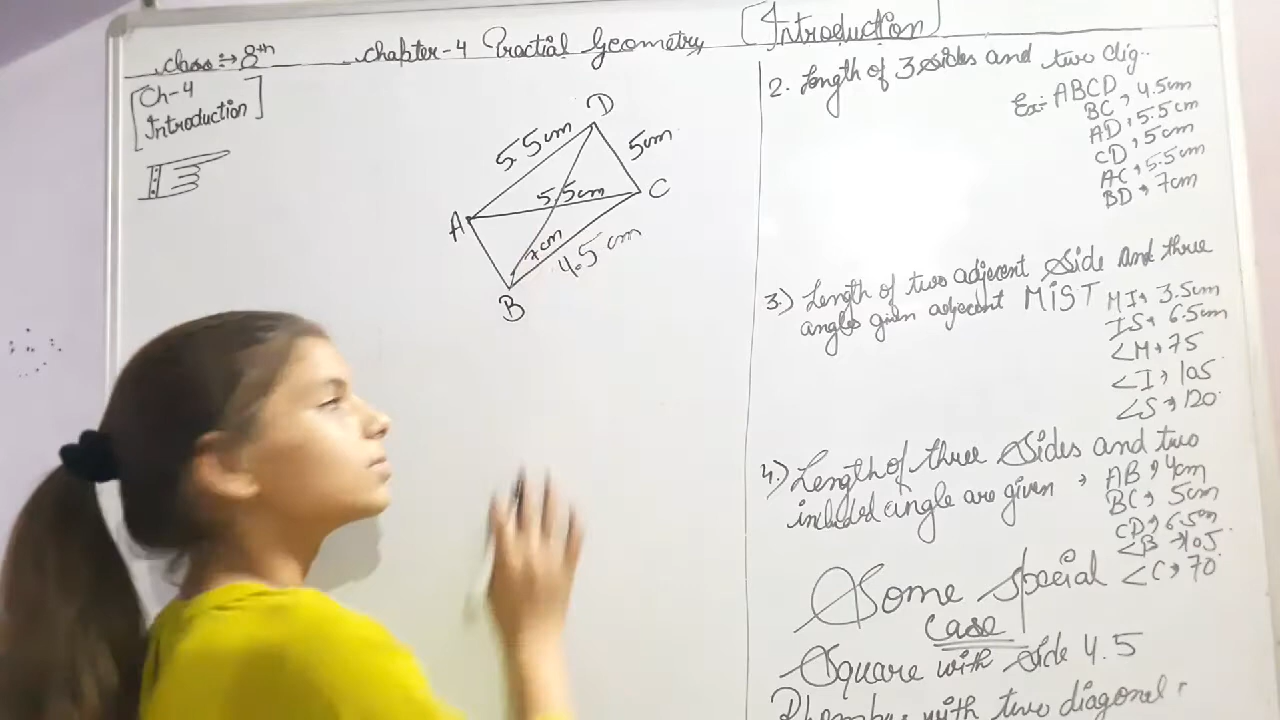 class :→ 8th
chapter-4 Practial Geometry
[Introduction]
[Ch-4
Introduction]
D
5.5cm
5cm
5.5cm
A
C
7cm
4.5cm
B
2. Length of 3 sides and two dig..
Ex:- ABCD
BC → 4.5cm
AD → 5.5cm
CD → 5cm
AC → 5.5cm
BD → 7cm
3.) Length of two adjacent side and three
angles given adjecent MIST MI → 3.5cm
IS → 6.5cm
∠M → 75
∠I → 105
∠S → 120
4.) Length of three sides and two
included angle are given → AB → 4cm
BC → 5cm
CD → 6.5cm
∠B → 105
∠C → 70
Some special
Case
Square with side 4.5
Rhombus with two diagonal